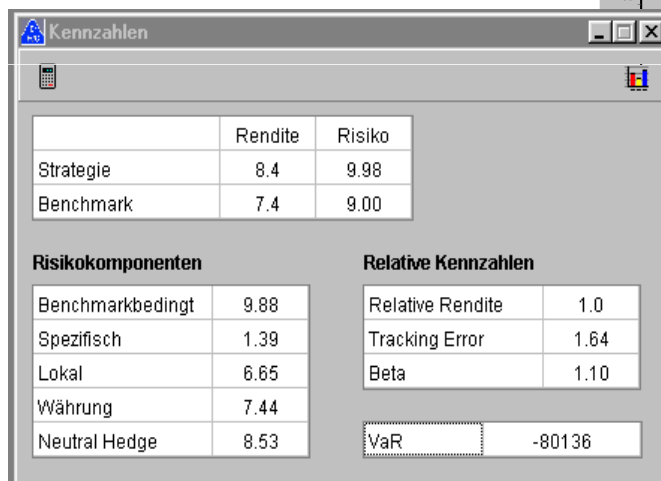 Kennzahlen
Rendite Risiko
Strategie 8.4 9.98
Benchmark 7.4 9.00
Risikokomponenten
Benchmarkbedingt 9.88
Spezifisch 1.39
Lokal 6.65
Währung 7.44
Neutral Hedge 8.53
Relative Kennzahlen
Relative Rendite 1.0
Tracking Error 1.64
Beta 1.10
VaR -80136